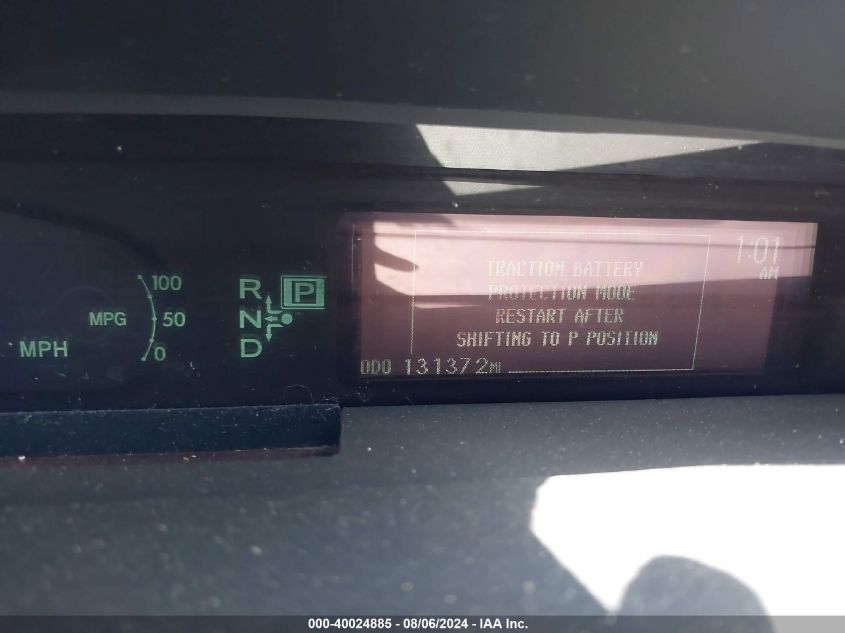 1:01
AM
TRACTION BATTERY
PROTECTION MODE
RESTART AFTER
SHIFTING TO P POSITION
ODO 131372MI
100
MPG 50
0
MPH
R P
N
D
000-40024885 - 08/06/2024 - IAA Inc.